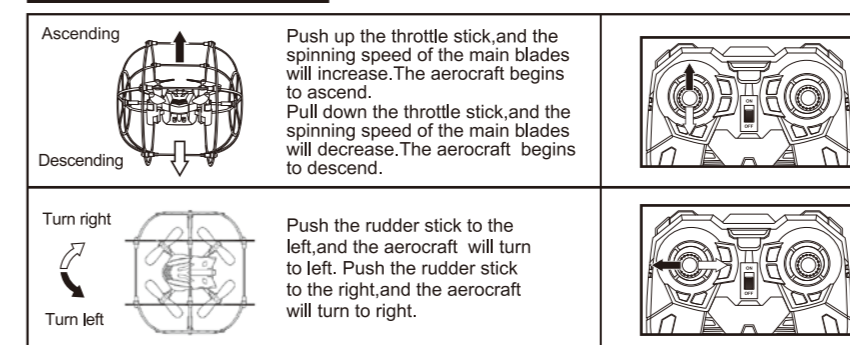 Ascending
Descending
Push up the throttle stick,and the
spinning speed of the main blades
will increase.The aerocraft begins
to ascend.
Pull down the throttle stick,and the
spinning speed of the main blades
will decrease.The aerocraft  begins
to descend.
ON
OFF
Turn right
Turn left
Push the rudder stick to the
left,and the aerocraft  will turn
to left. Push the rudder stick
to the right,and the aerocraft
will turn to right.
ON
OFF